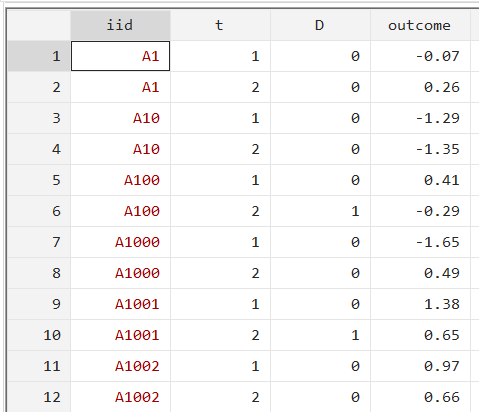 iid t D outcome
1 A1 1 0 -0.07
2 A1 2 0 0.26
3 A10 1 0 -1.29
4 A10 2 0 -1.35
5 A100 1 0 0.41
6 A100 2 1 -0.29
7 A1000 1 0 -1.65
8 A1000 2 0 0.49
9 A1001 1 0 1.38
10 A1001 2 1 0.65
11 A1002 1 0 0.97
12 A1002 2 0 0.66